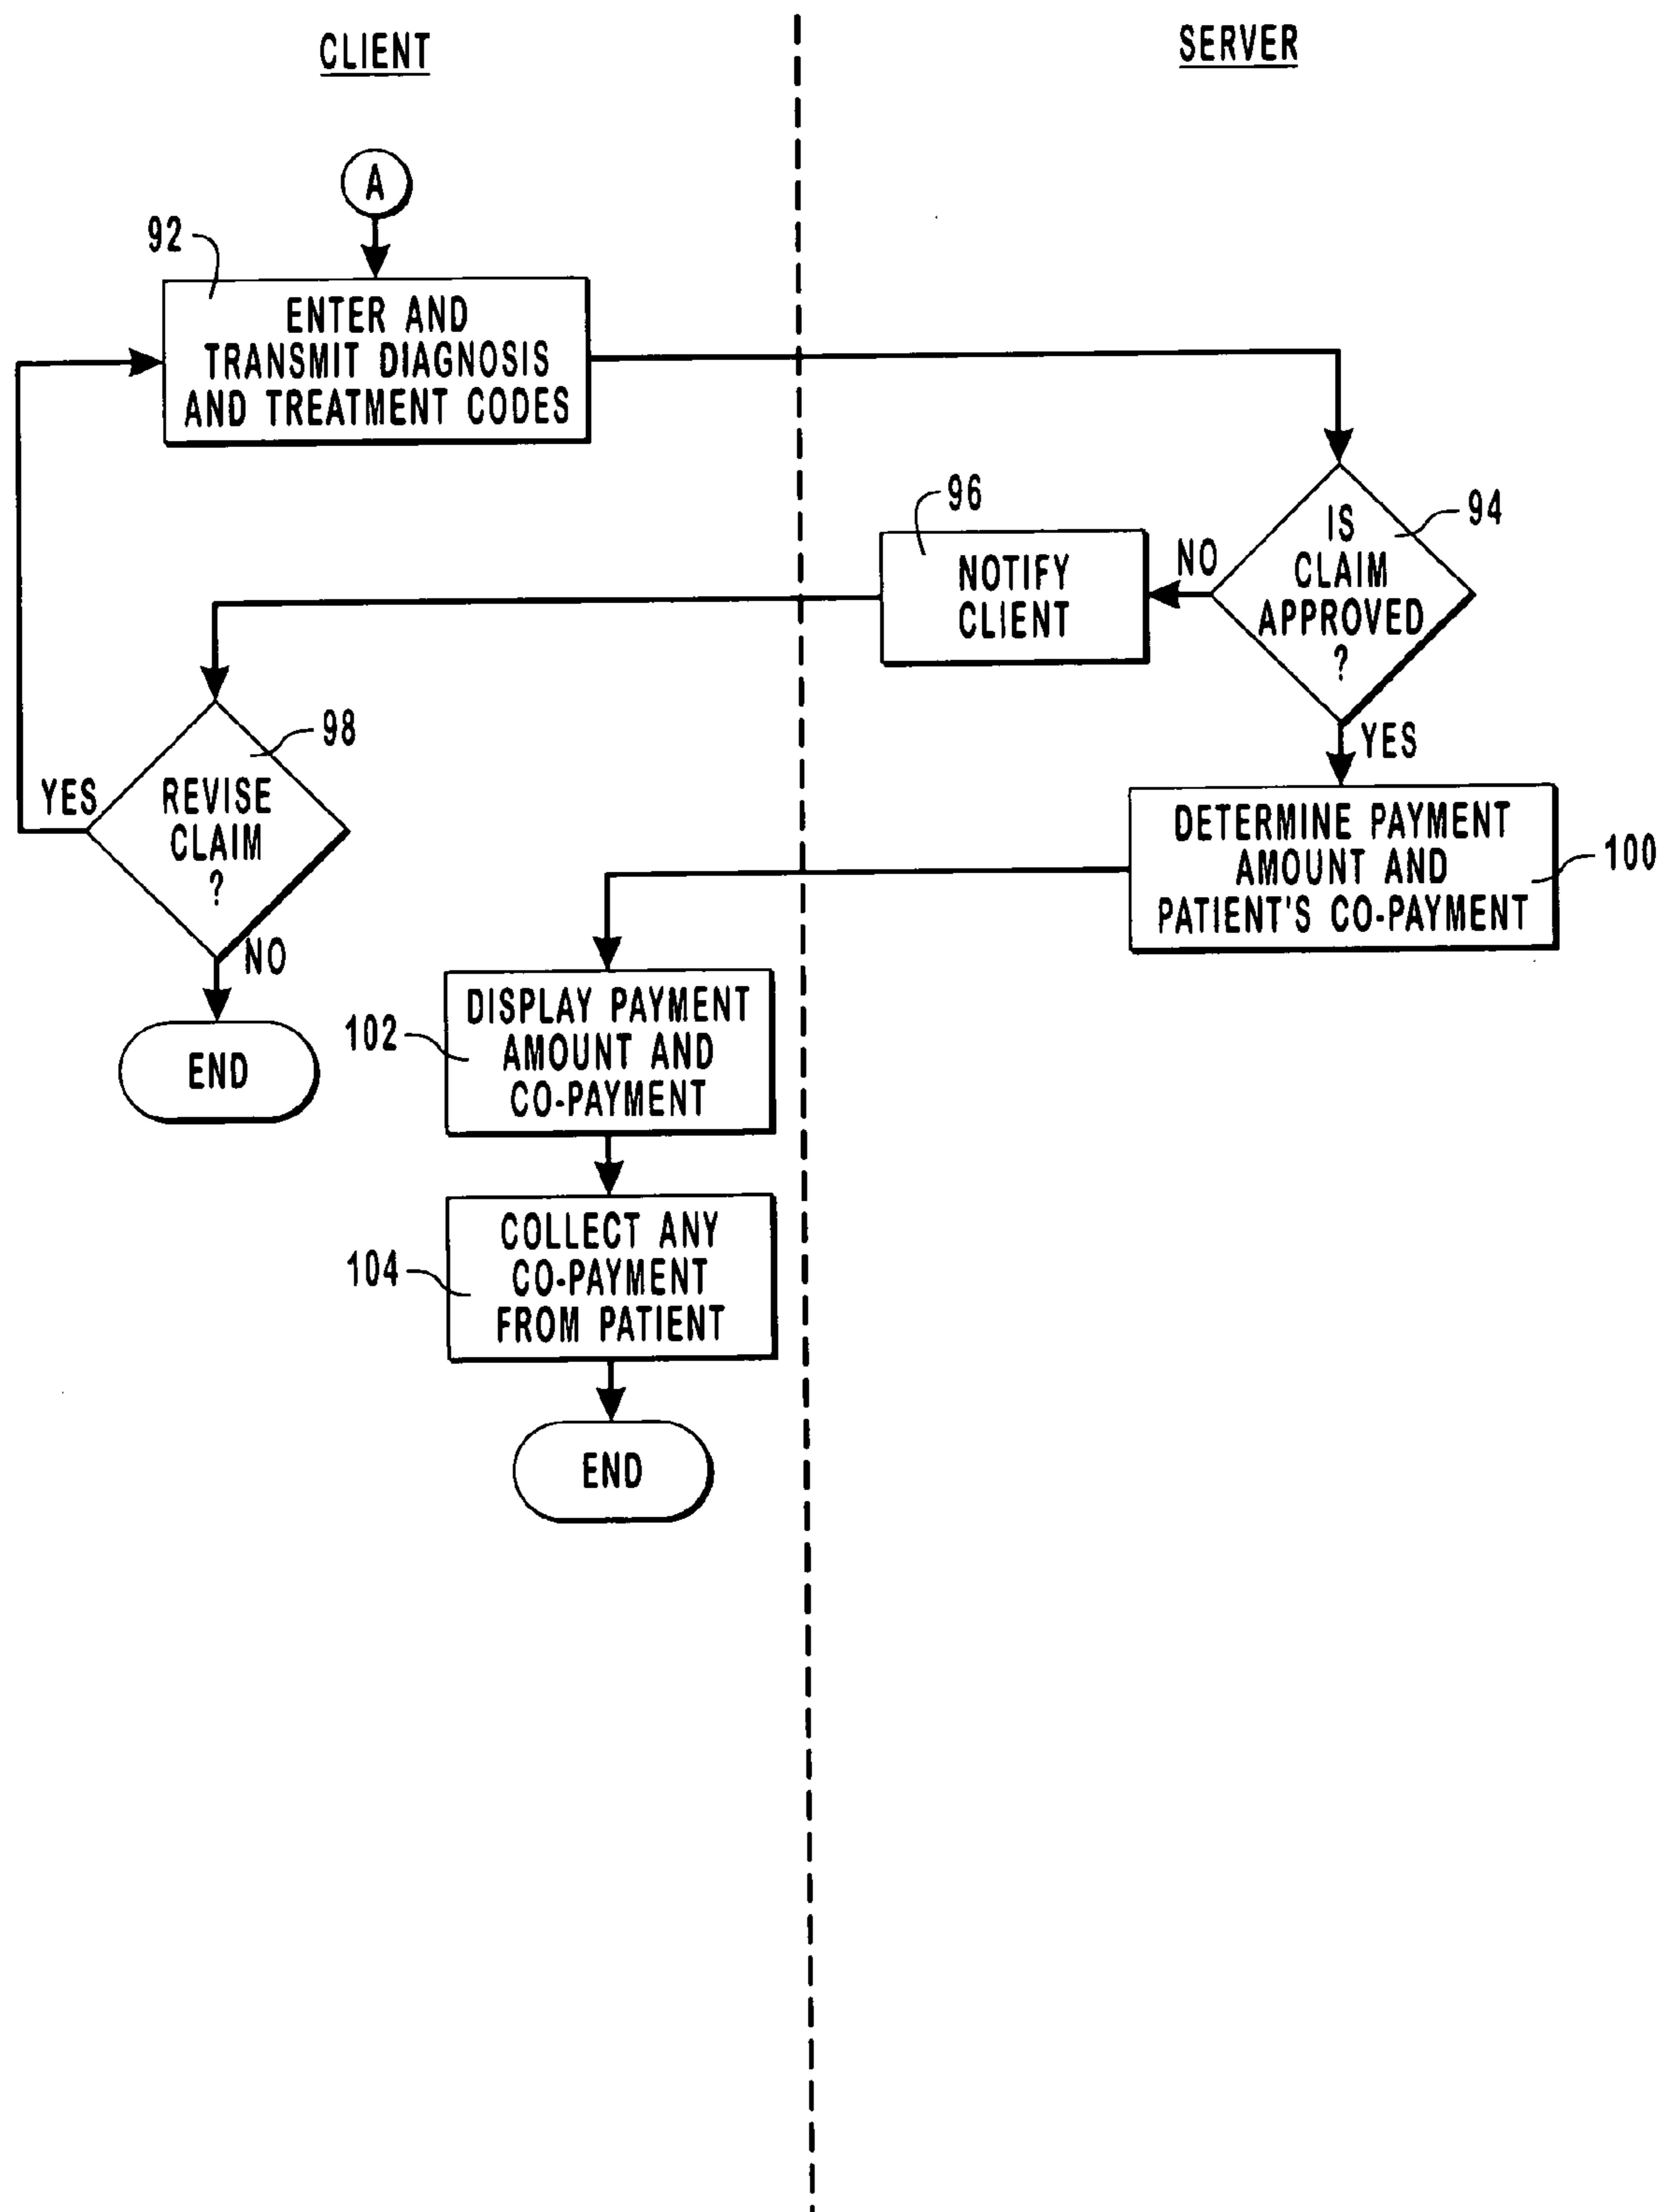 CLIENT
SERVER
A
92
ENTER AND
TRANSMIT DIAGNOSIS
AND TREATMENT CODES
96
94
IS
CLAIM
APPROVED
?
NO
NOTIFY
CLIENT
YES
98
REVISE
CLAIM
?
YES
NO
END
DETERMINE PAYMENT
AMOUNT AND
PATIENT'S CO-PAYMENT
100
102
DISPLAY PAYMENT
AMOUNT AND
CO-PAYMENT
104
COLLECT ANY
CO-PAYMENT
FROM PATIENT
END